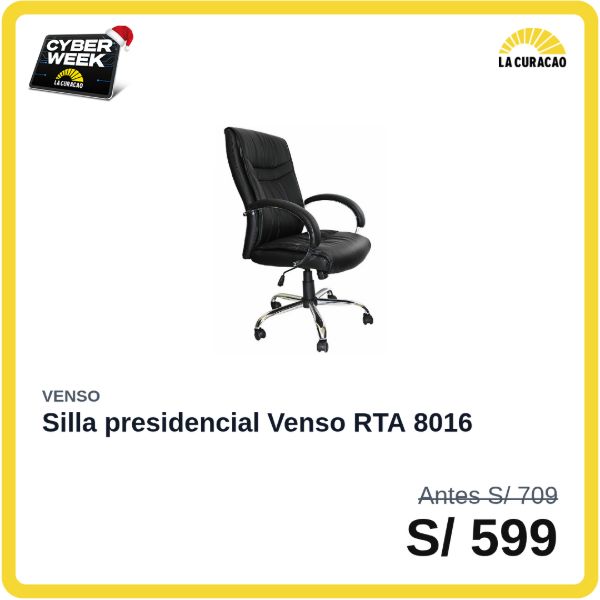 CYBER
WEEK
LA CURACAO
LA CURACAO
VENSO
Silla presidencial Venso RTA 8016
Antes S/ 709
S/ 599